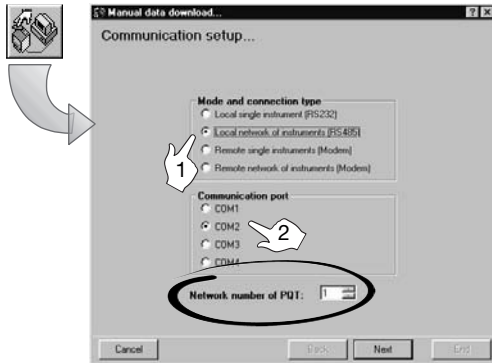 Manual data download...
Communication setup...
Mode and connection type
Local single instrument (RS232)
Local network of instruments (RS485)
Remote single instruments (Modem)
Remote network of instruments (Modem)
1
Communication port
COM1
COM2
2
COM3
COM4
Network number of PQT:
1
Cancel
Back
Next
End